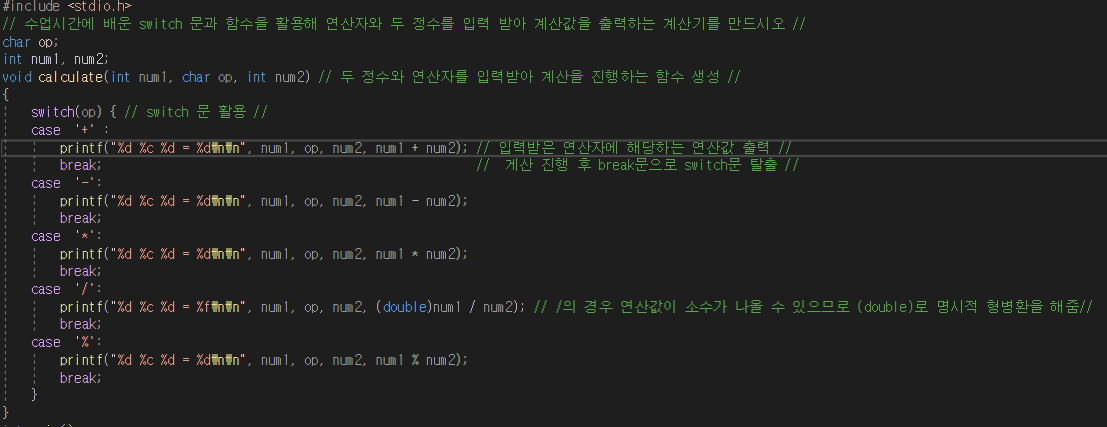 #include <stdio.h>
// 수업시간에 배운 switch 문과 함수을 활용해 연산자와 두 정수를 입력 받아 계산값을 출력하는 계산기를 만드시오 //
char op;
int num1, num2;
void calculate(int num1, char op, int num2) // 두 정수와 연산자를 입력받아 계산을 진행하는 함수 생성 //
{
switch(op) { // switch 문 활용 //
case '+' :
printf("%d %c %d = %d₩n₩n", num1, op, num2, num1 + num2); // 입력받은 연산자에 해당하는 연산값 출력 //
break; // 계산 진행 후 break문으로 switch문 탈출 //
case '-':
printf("%d %c %d = %d₩n₩n", num1, op, num2, num1 - num2);
break;
case '*':
printf("%d %c %d = %d₩n₩n", num1, op, num2, num1 * num2);
break;
case '/':
printf("%d %c %d = %f₩n₩n", num1, op, num2, (double)num1 / num2); // /의 경우 연산값이 소수가 나올 수 있으므로 (double)로 명시적 형병환을 해줌//
break;
case '%':
printf("%d %c %d = %d₩n₩n", num1, op, num2, num1 % num2);
break;
}
}